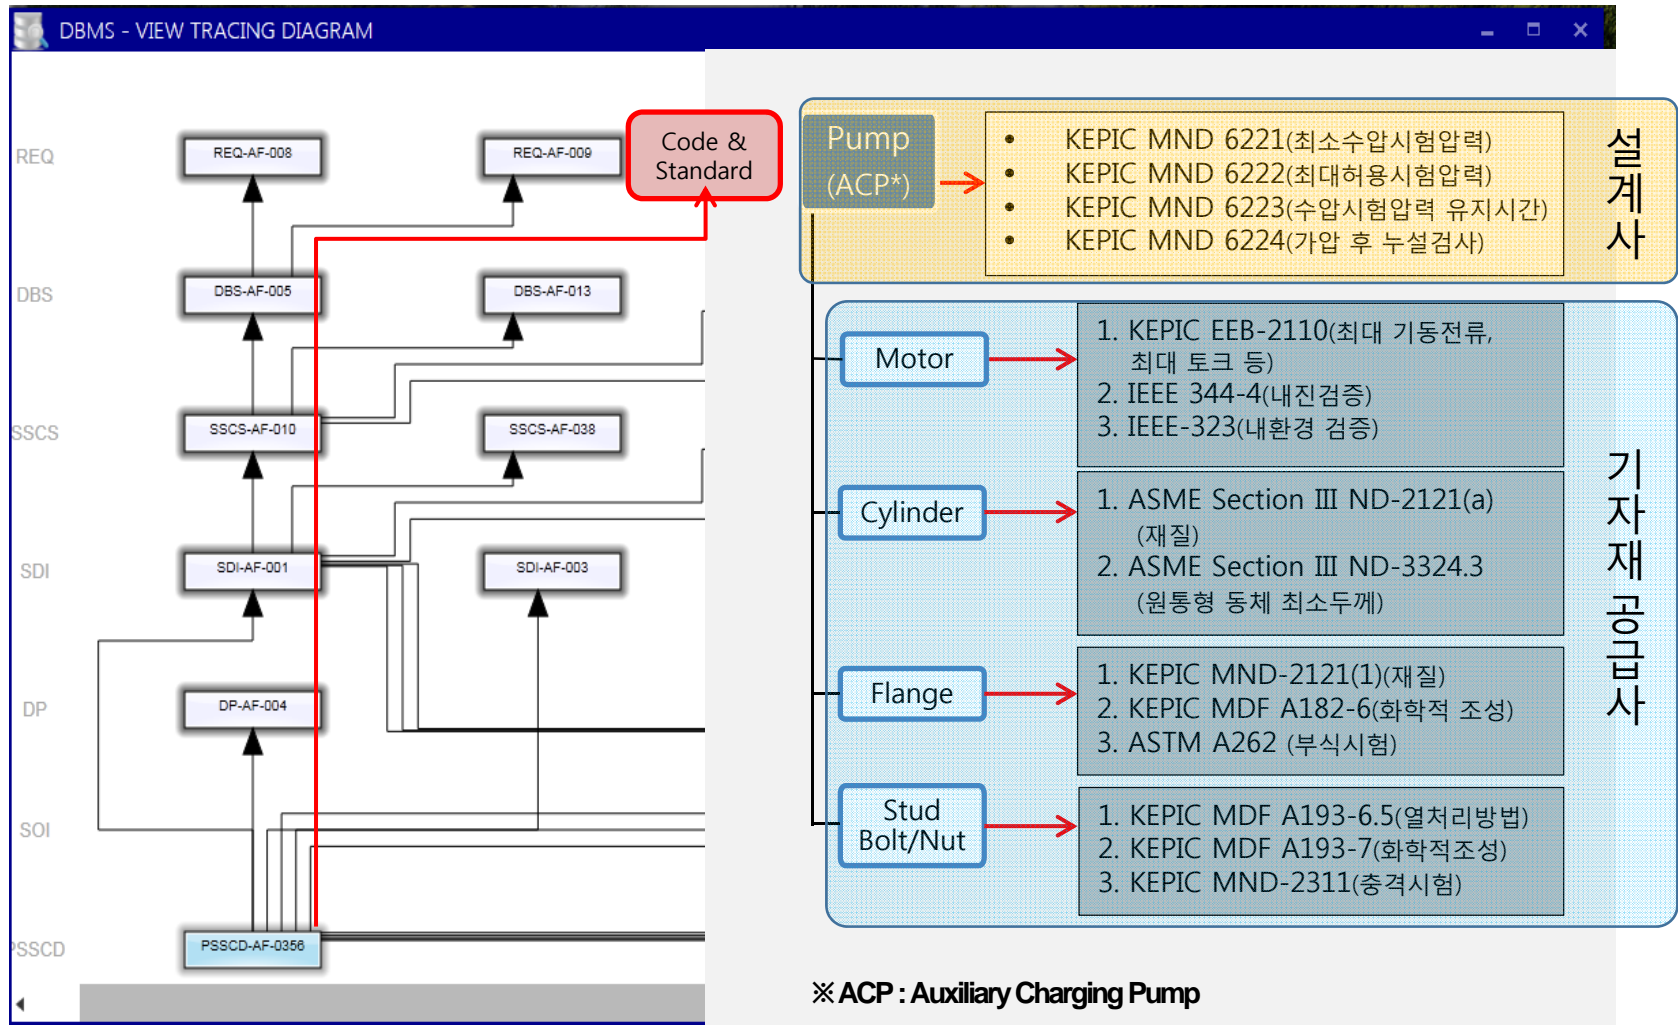 DBMS - VIEW TRACING DIAGRAM
REQ
REQ-AF-008
REQ-AF-009
Code &
Standard
DBS
DBS-AF-005
DBS-AF-013
SSCS
SSCS-AF-010
SSCS-AF-038
SDI
SDI-AF-001
SDI-AF-003
DP
DP-AF-004
SOI
PSSCD
PSSCD-AF-0356
Pump
(ACP*)
• KEPIC MND 6221(최소수압시험압력)
• KEPIC MND 6222(최대허용시험압력)
• KEPIC MND 6223(수압시험압력 유지시간)
• KEPIC MND 6224(가압 후 누설검사)
설계사
Motor
1. KEPIC EEB-2110(최대 기동전류,
최대 토크 등)
2. IEEE 344-4(내진검증)
3. IEEE-323(내환경 검증)
Cylinder
1. ASME Section III ND-2121(a)
(재질)
2. ASME Section III ND-3324.3
(원통형 동체 최소두께)
Flange
1. KEPIC MND-2121(1)(재질)
2. KEPIC MDF A182-6(화학적 조성)
3. ASTM A262 (부식시험)
Stud
Bolt/Nut
1. KEPIC MDF A193-6.5(열처리방법)
2. KEPIC MDF A193-7(화학적조성)
3. KEPIC MND-2311(충격시험)
기자재 공급사
※ ACP : Auxiliary Charging Pump